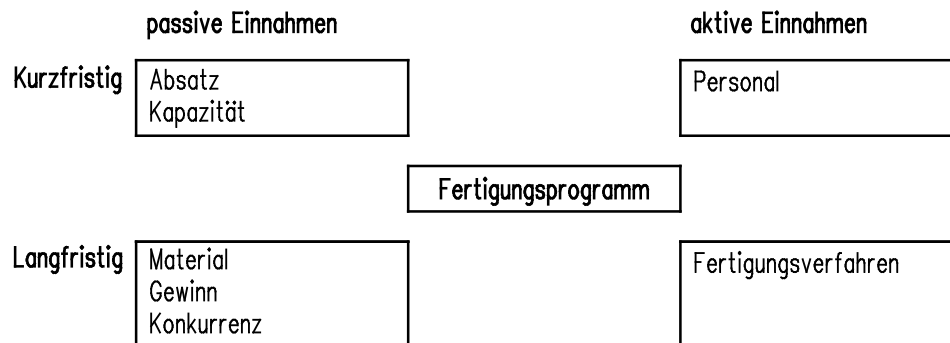 passive Einnahmen
aktive Einnahmen
Kurzfristig
Absatz
Kapazität
Personal
Fertigungsprogramm
Langfristig
Material
Gewinn
Konkurrenz
Fertigungsverfahren